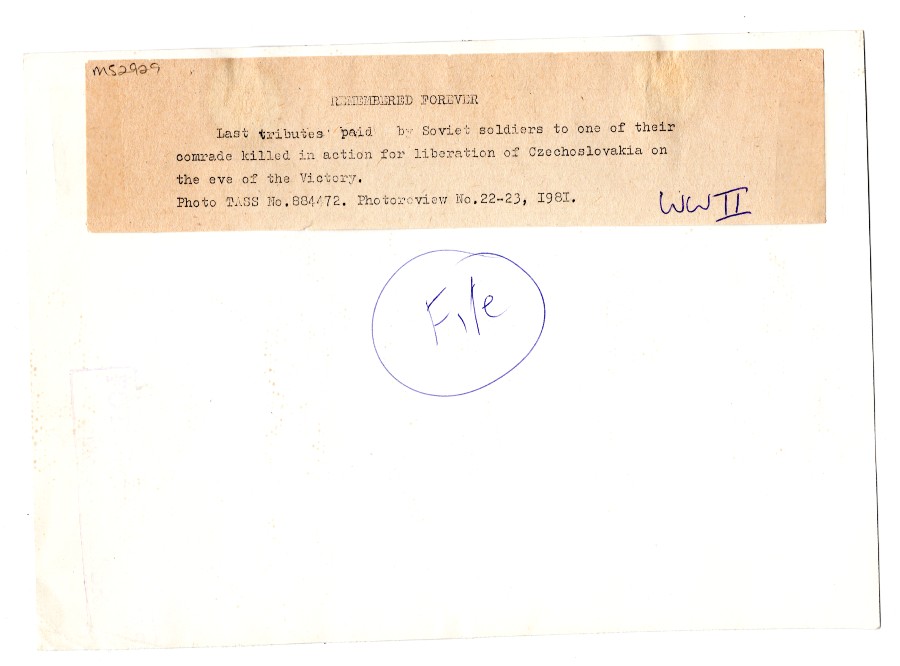 MS2929
REMEMBERED FOREVER
Last tributes paid by Soviet soldiers to one of their
comrade killed in action for liberation of Czechoslovakia on
the eve of the Victory.
Photo TASS No.884472. Photoreview No.22-23, I98I.
WW II
File